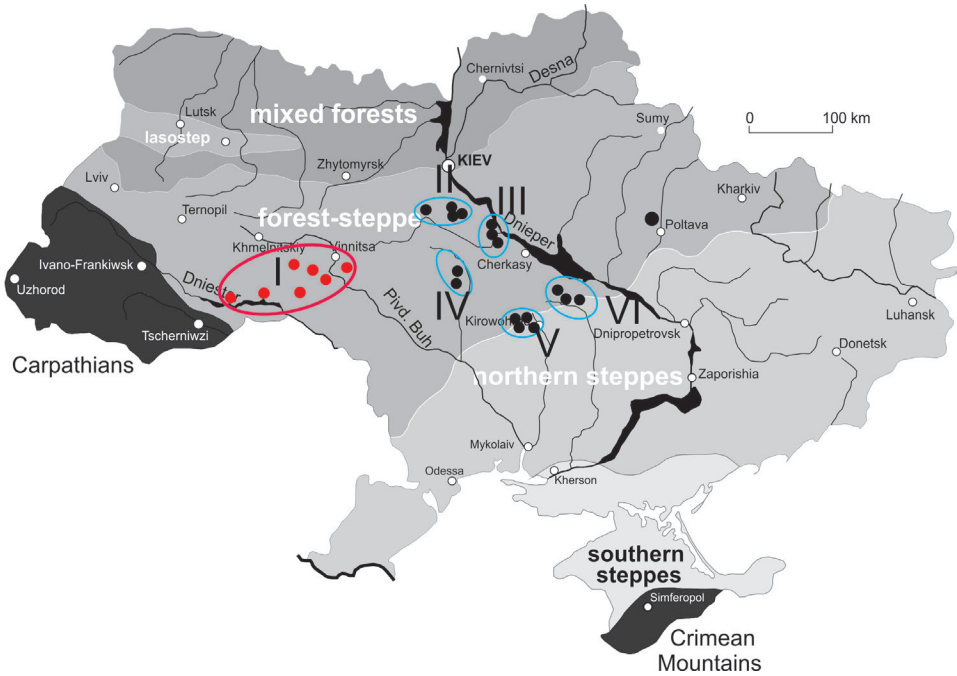 Chernivtsi
Desna
Lutsk
mixed forests
Sumy
0
100 km
lasostep
KIEV
Zhytomyrsk
Lviv
II
III
Kharkiv
Ternopil
forest-steppe
Dnieper
Poltava
Khmelnitskiy
Vinnitsa
Cherkasy
Ivano-Frankiwsk
I
Uzhorod
Dniester
IV
VI
Luhansk
Pivd. Buh
Kirowoh
Tscherniwzi
V
Dnipropetrovsk
Donetsk
Carpathians
northern steppes
Zaporishia
Mykolaiv
Odessa
Kherson
southern
steppes
Simferopol
Crimean
Mountains